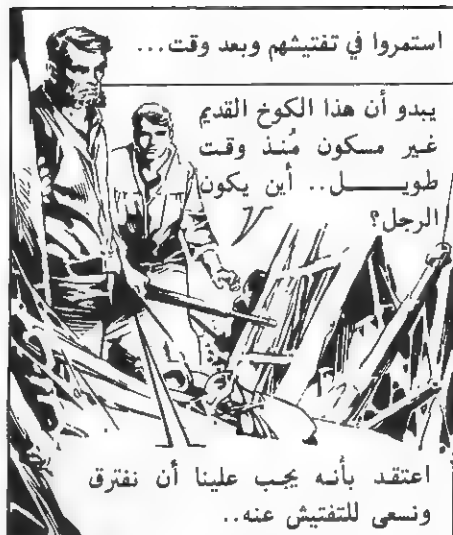 استمروا في تفتيشهم وبعد وقت...
يبدو أن هذا الكوخ القديم
غير مسكون مُنذ وقت
طويـــل.. أين يكون
الرجل؟
اعتقد بأنه يجب علينا أن نفترق
ونسعى للتفتيش عنه..